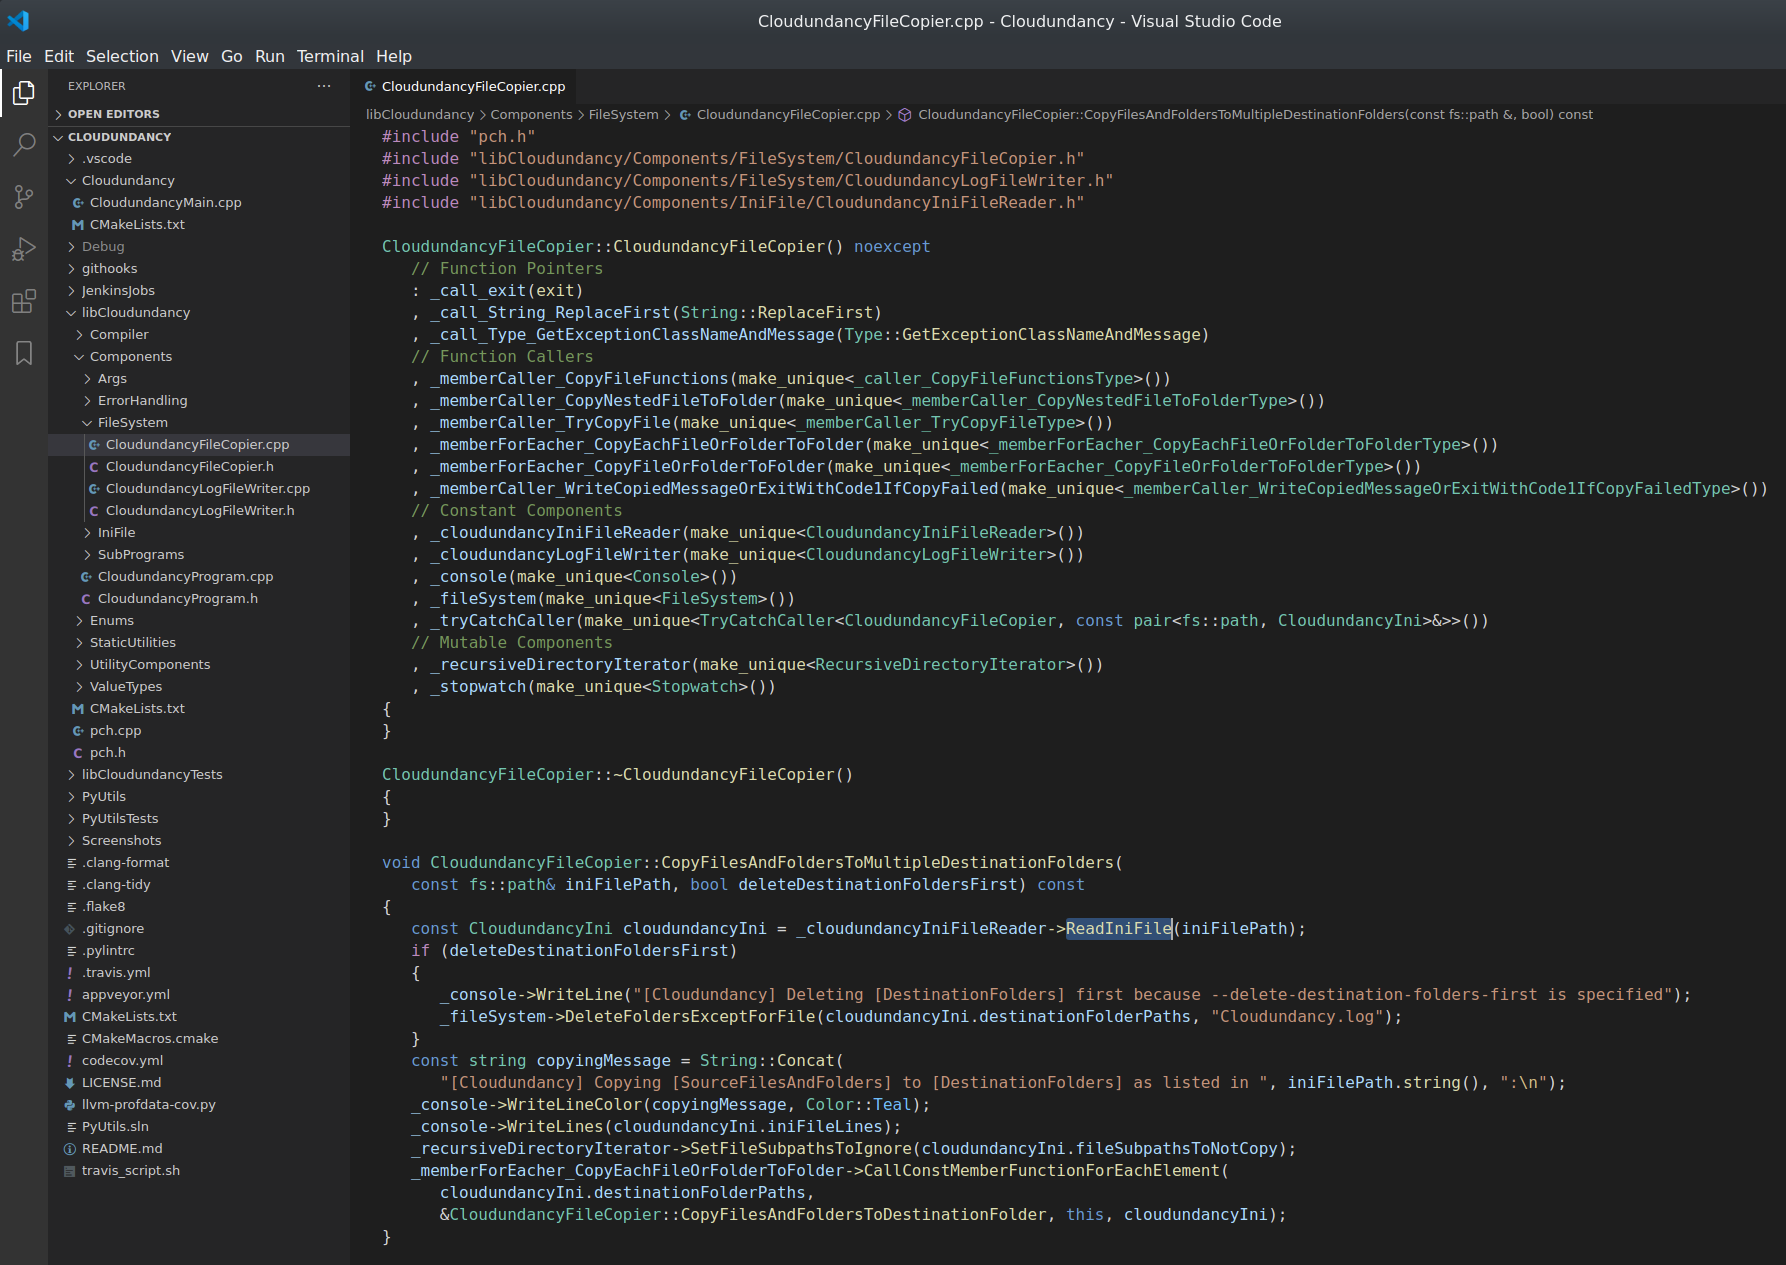 CloudundancyFileCopier.cpp - Cloudundancy - Visual Studio Code
File Edit Selection View Go Run Terminal Help
EXPLORER ···
OPEN EDITORS
CLOUDUNDANCY
.vscode
Cloudundancy
CloudundancyMain.cpp
CMakeLists.txt
Debug
githooks
JenkinsJobs
libCloudundancy
Compiler
Components
Args
ErrorHandling
FileSystem
CloudundancyFileCopier.cpp
CloudundancyFileCopier.h
CloudundancyLogFileWriter.cpp
CloudundancyLogFileWriter.h
IniFile
SubPrograms
CloudundancyProgram.cpp
CloudundancyProgram.h
Enums
StaticUtilities
UtilityComponents
ValueTypes
CMakeLists.txt
pch.cpp
pch.h
libCloudundancyTests
PyUtils
PyUtilsTests
Screenshots
.clang-format
.clang-tidy
.flake8
.gitignore
.pylintrc
.travis.yml
appveyor.yml
CMakeLists.txt
CMakeMacros.cmake
codecov.yml
LICENSE.md
llvm-profdata-cov.py
PyUtils.sln
README.md
travis_script.sh
CloudundancyFileCopier.cpp
libCloudundancy > Components > FileSystem > CloudundancyFileCopier.cpp > CloudundancyFileCopier::CopyFilesAndFoldersToMultipleDestinationFolders(const fs::path &, bool) const
#include "pch.h"
#include "libCloudundancy/Components/FileSystem/CloudundancyFileCopier.h"
#include "libCloudundancy/Components/FileSystem/CloudundancyLogFileWriter.h"
#include "libCloudundancy/Components/IniFile/CloudundancyIniFileReader.h"
CloudundancyFileCopier::CloudundancyFileCopier() noexcept
// Function Pointers
: _call_exit(exit)
, _call_String_ReplaceFirst(String::ReplaceFirst)
, _call_Type_GetExceptionClassNameAndMessage(Type::GetExceptionClassNameAndMessage)
// Function Callers
, _memberCaller_CopyFileFunctions(make_unique<_caller_CopyFileFunctionsType>())
, _memberCaller_CopyNestedFileToFolder(make_unique<_memberCaller_CopyNestedFileToFolderType>())
, _memberCaller_TryCopyFile(make_unique<_memberCaller_TryCopyFileType>())
, _memberForEacher_CopyEachFileOrFolderToFolder(make_unique<_memberForEacher_CopyEachFileOrFolderToFolderType>())
, _memberForEacher_CopyFileOrFolderToFolder(make_unique<_memberForEacher_CopyFileOrFolderToFolderType>())
, _memberCaller_WriteCopiedMessageOrExitWithCode1IfCopyFailed(make_unique<_memberCaller_WriteCopiedMessageOrExitWithCode1IfCopyFailedType>())
// Constant Components
, _cloudundancyIniFileReader(make_unique<CloudundancyIniFileReader>())
, _cloudundancyLogFileWriter(make_unique<CloudundancyLogFileWriter>())
, _console(make_unique<Console>())
, _fileSystem(make_unique<FileSystem>())
, _tryCatchCaller(make_unique<TryCatchCaller<CloudundancyFileCopier, const pair<fs::path, CloudundancyIni>&>>())
// Mutable Components
, _recursiveDirectoryIterator(make_unique<RecursiveDirectoryIterator>())
, _stopwatch(make_unique<Stopwatch>())
{
}
CloudundancyFileCopier::~CloudundancyFileCopier()
{
}
void CloudundancyFileCopier::CopyFilesAndFoldersToMultipleDestinationFolders(
const fs::path& iniFilePath, bool deleteDestinationFoldersFirst) const
{
const CloudundancyIni cloudundancyIni = _cloudundancyIniFileReader->ReadIniFile(iniFilePath);
if (deleteDestinationFoldersFirst)
{
_console->WriteLine("[Cloudundancy] Deleting [DestinationFolders] first because --delete-destination-folders-first is specified");
_fileSystem->DeleteFoldersExceptForFile(cloudundancyIni.destinationFolderPaths, "Cloudundancy.log");
}
const string copyingMessage = String::Concat(
"[Cloudundancy] Copying [SourceFilesAndFolders] to [DestinationFolders] as listed in ", iniFilePath.string(), ":\n");
_console->WriteLineColor(copyingMessage, Color::Teal);
_console->WriteLines(cloudundancyIni.iniFileLines);
_recursiveDirectoryIterator->SetFileSubpathsToIgnore(cloudundancyIni.fileSubpathsToNotCopy);
_memberForEacher_CopyEachFileOrFolderToFolder->CallConstMemberFunctionForEachElement(
cloudundancyIni.destinationFolderPaths,
&CloudundancyFileCopier::CopyFilesAndFoldersToDestinationFolder, this, cloudundancyIni);
}